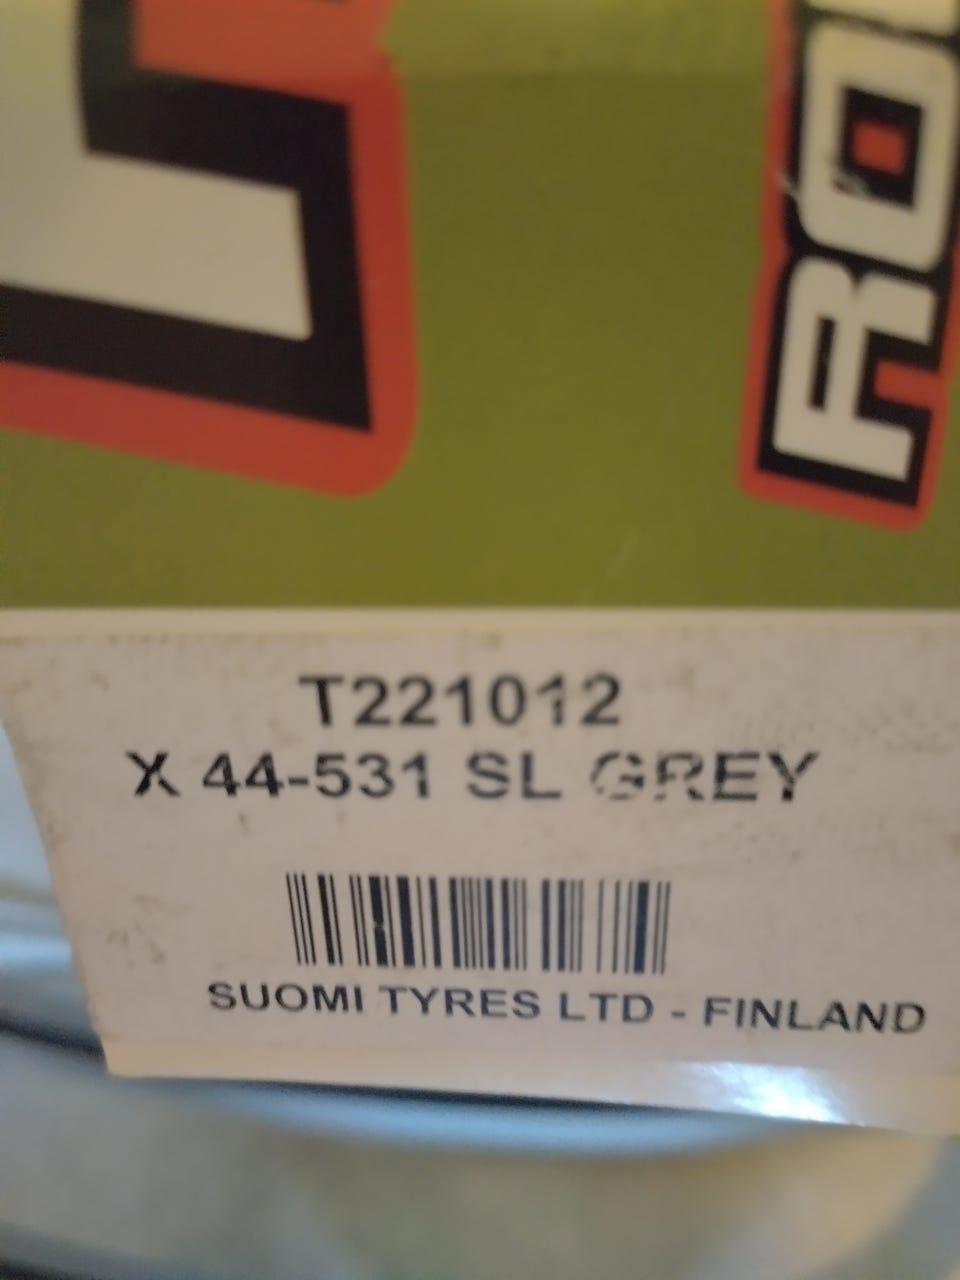 T221012
X 44-531 SL GREY
SUOMI TYRES LTD - FINLAND